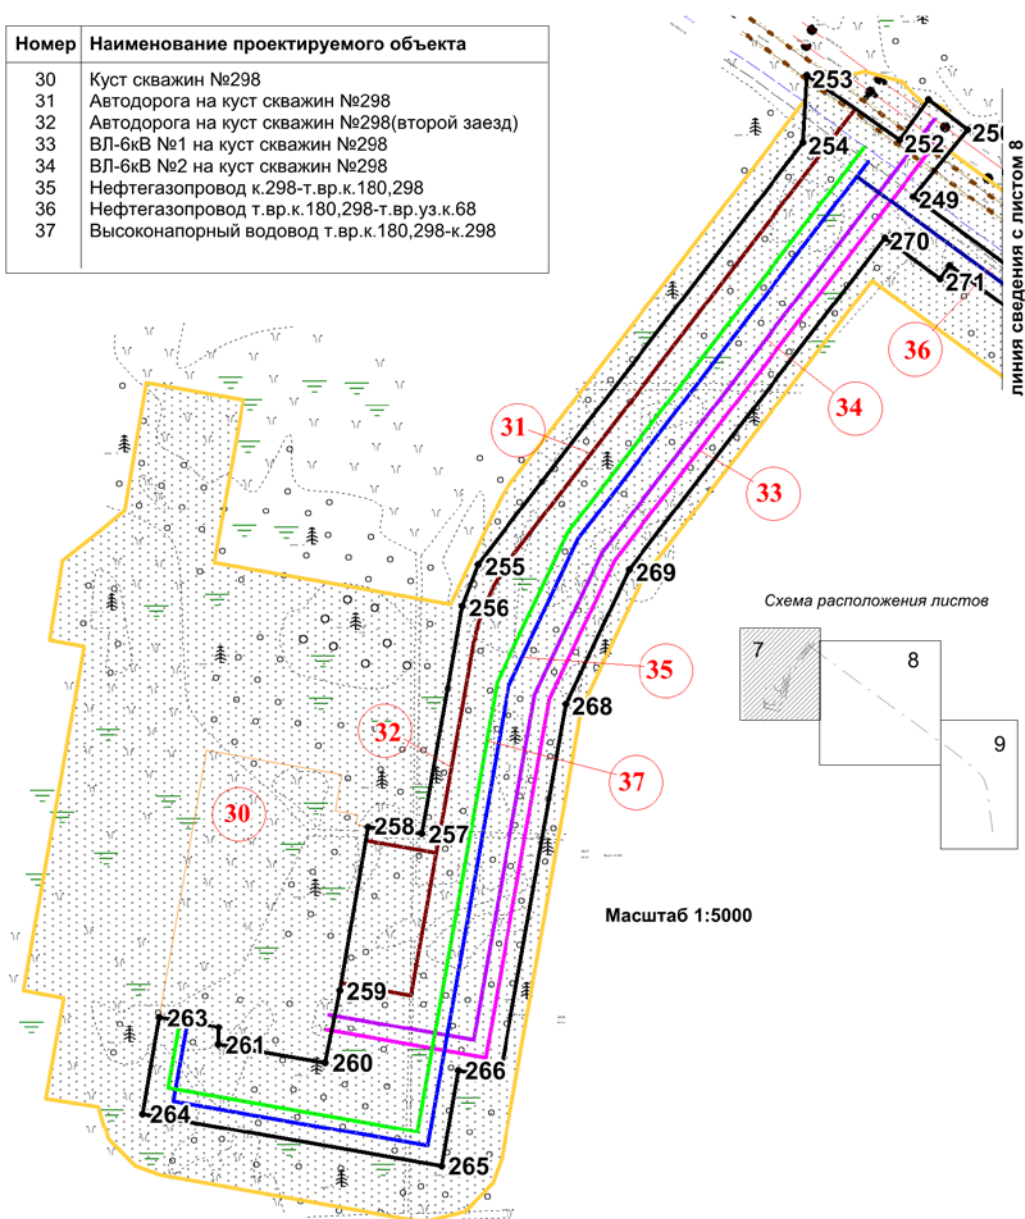 Номер Наименование проектируемого объекта
30 Куст скважин №298
31 Автодорога на куст скважин №298
32 Автодорога на куст скважин №298(второй заезд)
33 ВЛ-6кВ №1 на куст скважин №298
34 ВЛ-6кВ №2 на куст скважин №298
35 Нефтегазопровод к.298-т.вр.к.180,298
36 Нефтегазопровод т.вр.к.180,298-т.вр.уз.к.68
37 Высоконапорный водовод т.вр.к.180,298-к.298
253
254
252
250
249
270
271
линия сведения с листом 8
36
34
31
33
255
256
269
Схема расположения листов
7
8
9
35
268
32
37
30
258
257
Масштаб 1:5000
259
263
261
260
266
264
265